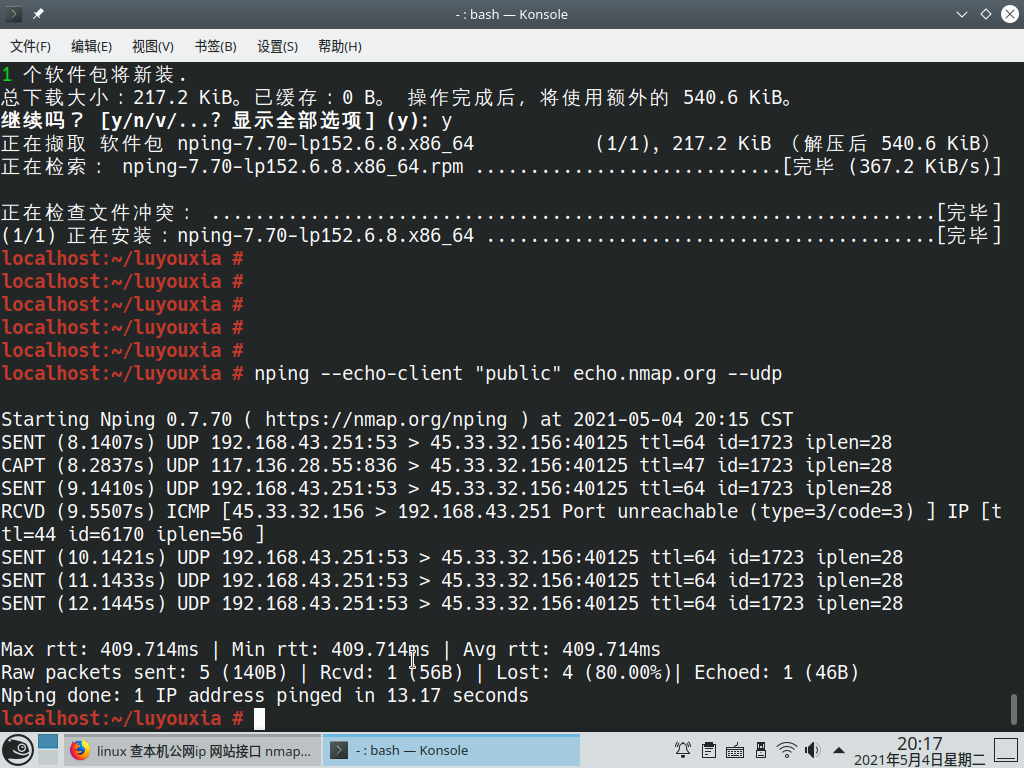 - : bash — Konsole
文件(F) 编辑(E) 视图(V) 书签(B) 设置(S) 帮助(H)
1 个软件包将新装.
总下载大小：217.2 KiB。已缓存：0 B。 操作完成后，将使用额外的 540.6 KiB。
继续吗？ [y/n/v/...? 显示全部选项] (y): y
正在撷取 软件包 nping-7.70-lp152.6.8.x86_64 (1/1), 217.2 KiB （解压后 540.6 KiB）
正在检索： nping-7.70-lp152.6.8.x86_64.rpm ............................[完毕 (367.2 KiB/s)]
正在检查文件冲突： ..................................................................[完毕]
(1/1) 正在安装：nping-7.70-lp152.6.8.x86_64 .........................................[完毕]
localhost:~/luyouxia #
localhost:~/luyouxia #
localhost:~/luyouxia #
localhost:~/luyouxia #
localhost:~/luyouxia #
localhost:~/luyouxia # nping --echo-client "public" echo.nmap.org --udp
Starting Nping 0.7.70 ( https://nmap.org/nping ) at 2021-05-04 20:15 CST
SENT (8.1407s) UDP 192.168.43.251:53 > 45.33.32.156:40125 ttl=64 id=1723 iplen=28
CAPT (8.2837s) UDP 117.136.28.55:836 > 45.33.32.156:40125 ttl=47 id=1723 iplen=28
SENT (9.1410s) UDP 192.168.43.251:53 > 45.33.32.156:40125 ttl=64 id=1723 iplen=28
RCVD (9.5507s) ICMP [45.33.32.156 > 192.168.43.251 Port unreachable (type=3/code=3) ] IP [t
tl=44 id=6170 iplen=56 ]
SENT (10.1421s) UDP 192.168.43.251:53 > 45.33.32.156:40125 ttl=64 id=1723 iplen=28
SENT (11.1433s) UDP 192.168.43.251:53 > 45.33.32.156:40125 ttl=64 id=1723 iplen=28
SENT (12.1445s) UDP 192.168.43.251:53 > 45.33.32.156:40125 ttl=64 id=1723 iplen=28
Max rtt: 409.714ms | Min rtt: 409.714ms | Avg rtt: 409.714ms
Raw packets sent: 5 (140B) | Rcvd: 1 (56B) | Lost: 4 (80.00%)| Echoed: 1 (46B)
Nping done: 1 IP address pinged in 13.17 seconds
localhost:~/luyouxia #
linux 查本机公网ip 网站接口 nmap... - : bash — Konsole 20:17
2021年5月4日星期二